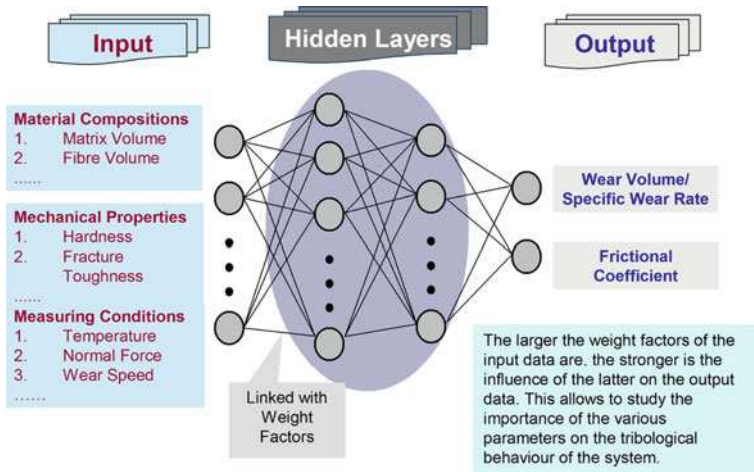 Input
Hidden Layers
Output
Material Compositions
1. Matrix Volume
2. Fibre Volume
......
Mechanical Properties
1. Hardness
2. Fracture
Toughness
......
Measuring Conditions
1. Temperature
2. Normal Force
3. Wear Speed
......
Linked with
Weight
Factors
Wear Volume/
Specific Wear Rate
Frictional
Coefficient
The larger the weight factors of the
input data are, the stronger is the
influence of the latter on the output
data. This allows to study the
importance of the various
parameters on the tribological
behaviour of the system.